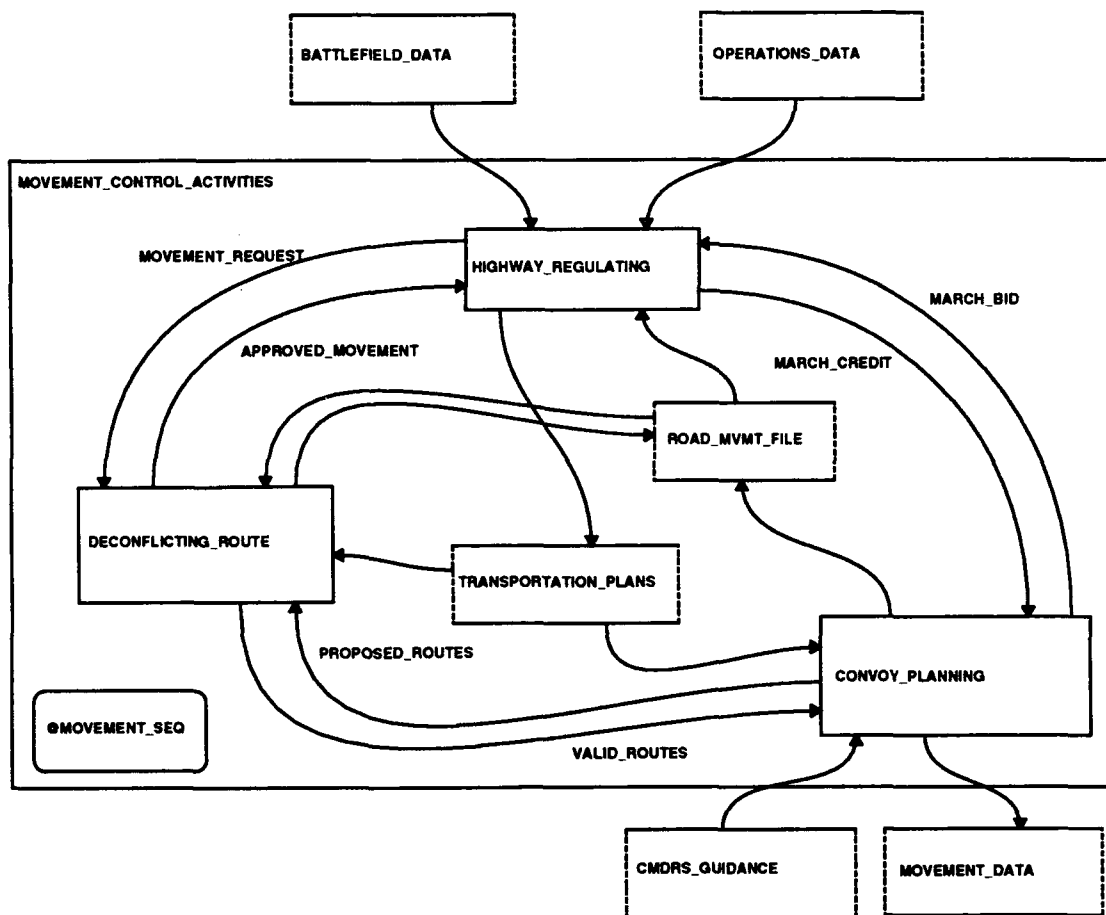 BATTLEFIELD_DATA
OPERATIONS_DATA
MOVEMENT_CONTROL_ACTIVITIES
MOVEMENT_REQUEST
HIGHWAY_REGULATING
MARCH_BID
APPROVED_MOVEMENT
MARCH_CREDIT
ROAD_MVMT_FILE
DECONFLICTING_ROUTE
TRANSPORTATION_PLANS
PROPOSED_ROUTES
CONVOY_PLANNING
@MOVEMENT_SEQ
VALID_ROUTES
CMDRS_GUIDANCE
MOVEMENT_DATA